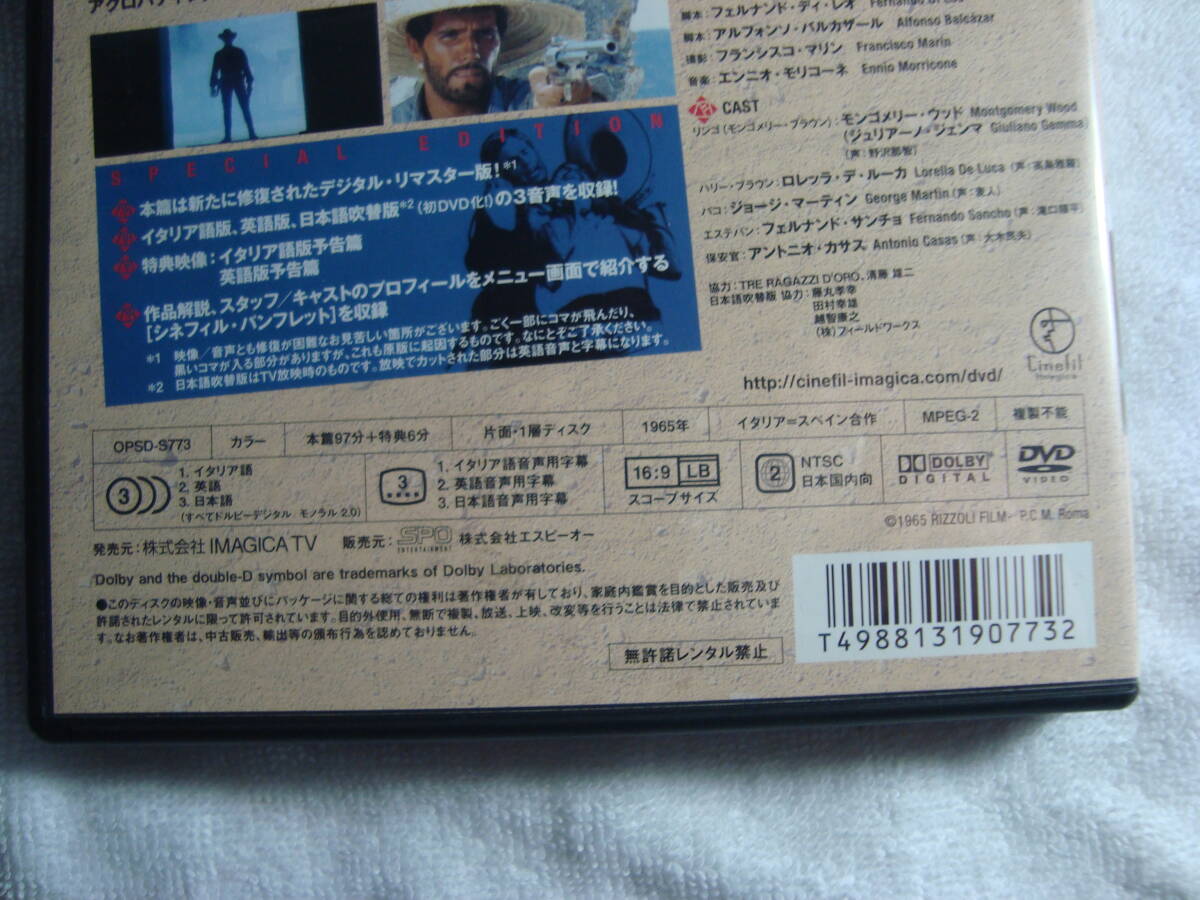 脚本：フェルナンド・ディ・レオ
脚本：アルフォンソ・バルカザール Alfonso Balcázar
撮影：フランシスコ・マリン Francisco Marin
音楽：エンニオ・モリコーネ Ennio Morricone
CAST
リンゴ（モンゴメリー・ブラウン）：モンゴメリー・ウッド Montgomery Wood
（ジュリアーノ・ジェンマ Giuliano Gemma）
［声：野沢那智］
ハリー・ブラウン：ロレッラ・デ・ルーカ Lorella De Luca（声：高島雅羅）
パコ：ジョージ・マーティン George Martin
エステバン：フェルナンド・サンチョ Fernando Sancho（声：滝口順平）
保安官：アントニオ・カサス Antonio Casas（声：大木民夫）
協力：TRE RAGAZZI D'ORO、清藤 雄二
日本語吹替版 協力：藤丸季幸
田村幸雄
越智康之
（株）フィールドワークス
SPECIAL EDITION
本篇は新たに修復されたデジタル・リマスター版！*1
イタリア語版、英語版、日本語吹替版*2（初DVD化！）の3音声を収録！
特典映像：イタリア語版予告篇
英語版予告篇
作品解説、スタッフ/キャストのプロフィールをメニュー画面で紹介する
［シネフィル・パンフレット］を収録
*1 映像/音声とも修復が困難なお見苦しい箇所がございます。ごく一部にコマが飛んだり、
黒いコマが入る部分がありますが、これも原版に起因するものです。なにとぞご了承ください。
*2 日本語吹替版はTV放映時のものです。放映でカットされた部分は英語音声と字幕になります。
Cinefil
Imagica
http://cinefil-imagica.com/dvd/
OPSD-S773 カラー 本篇97分＋特典6分 片面・1層ディスク 1965年 イタリア＝スペイン合作 MPEG-2 複製不能
3
1. イタリア語
2. 英語
3. 日本語
（すべてドルビーデジタル モノラル 2.0）
3
1. イタリア語音声用字幕
2. 英語音声用字幕
3. 日本語音声用字幕
16:9 LB
スコープサイズ
2 NTSC
日本国内向
DOLBY
DIGITAL
DVD
VIDEO
©1965 RIZZOLI FILM- P.C.M. Roma
発売元：株式会社 IMAGICA TV 販売元：SPO ENTERTAINMENT 株式会社エスピーオー
Dolby and the double-D symbol are trademarks of Dolby Laboratories.
●このディスクの映像・音声並びにパッケージに関する総ての権利は著作権者が有しており、家庭内鑑賞を目的とした販売及び
許諾されたレンタルに限って許可されています。目的外使用、無断で複製、放送、上映、改変等を行うことは法律で禁止されていま
す。なお著作権者は、中古販売、輸出等の頒布行為を認めておりません。
無許諾レンタル禁止
T4988131907732